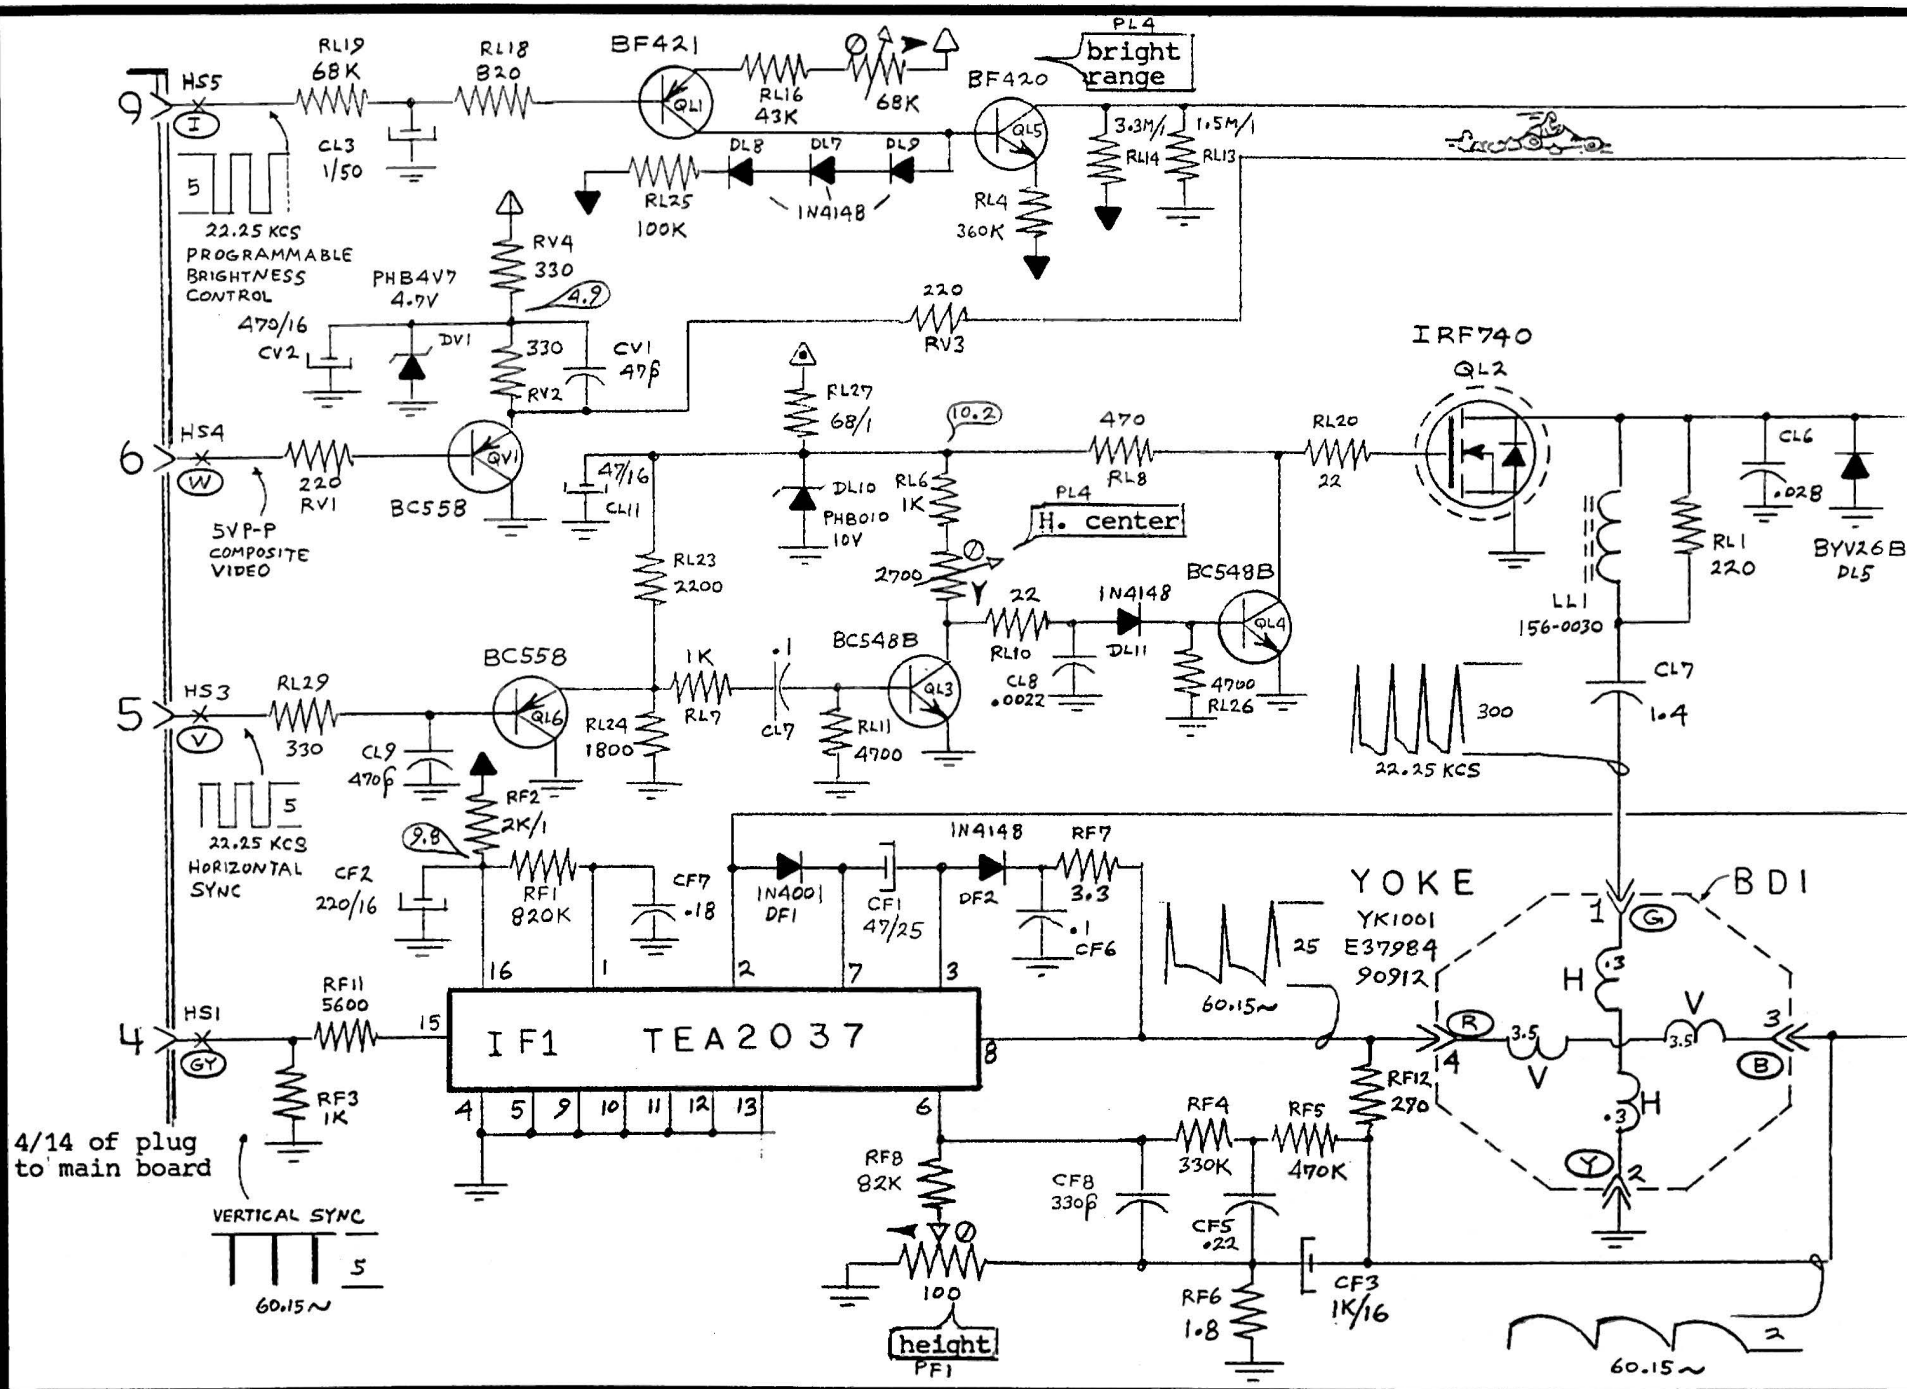 9
HS5
I
RL19
68K
CL3
1/50
RL18
820
BF421
QL1
RL16
43K
68K
PL4
bright
range
BF420
QL5
3.3M/1
RL14
1.5M/1
RL13
DL8
DL7
DL9
1N4148
RL25
100K
RL4
360K
5
22.25 KCS
PROGRAMMABLE
BRIGHTNESS
CONTROL
RV4
330
4.9
PHB4V7
4.7V
DV1
470/16
CV2
330
RV2
CV1
47p
220
RV3
6
HS4
W
220
RV1
QV1
BC558
5VP-P
COMPOSITE
VIDEO
RL27
68/1
47/16
CL11
DL10
PHB010
10V
10.2
RL6
1K
470
RL8
RL20
22
IRF740
QL2
CL6
.028
BYV26B
DL5
RL1
220
LL1
156-0030
PL4
H. center
2700
RL23
2200
22
RL10
CL8
.0022
1N4148
DL11
BC548B
QL4
4700
RL26
5
HS3
V
RL29
330
CL9
470p
BC558
QL6
RL24
1800
1K
RL7
.1
CL7
RL11
4700
BC548B
QL3
CL7
1.4
300
22.25 KCS
5
22.25 KCS
HORIZONTAL
SYNC
RF2
2K/1
9.8
CF2
220/16
RF1
820K
CF7
.18
1N4001
DF1
CF1
47/25
1N4148
DF2
RF7
3.3
.1
CF6
25
60.15~
YOKE
YK1001
E37984
90912
BD1
1
G
H
.3
R
4
3.5
V
V
3.5
3
B
H
.3
Y
2
4
HS1
GY
RF11
5600
RF3
1K
16
1
2
7
3
15
IF1 TEA2037
8
4
5
9
10
11
12
13
6
4/14 of plug
to main board
VERTICAL SYNC
5
60.15~
RF8
82K
100
height
PF1
CF8
330p
RF4
330K
RF5
470K
RF12
270
CF5
.22
RF6
1.8
CF3
1K/16
2
60.15~